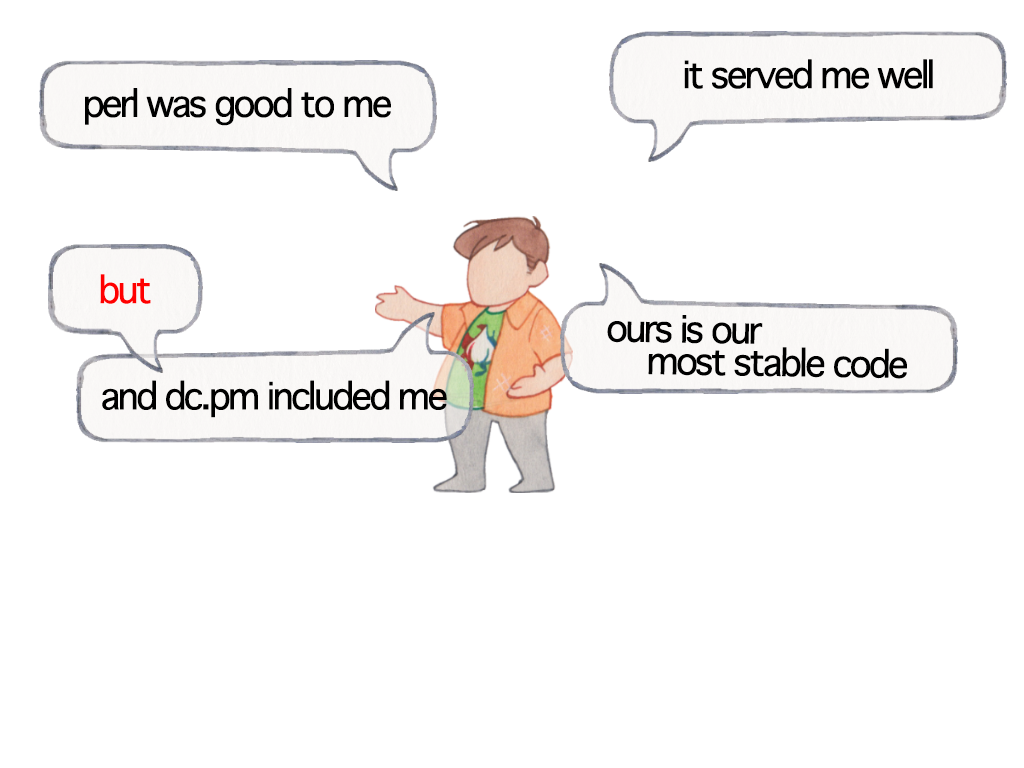 perl was good to me
it served me well
but
and dc.pm included me
ours is our
most stable code